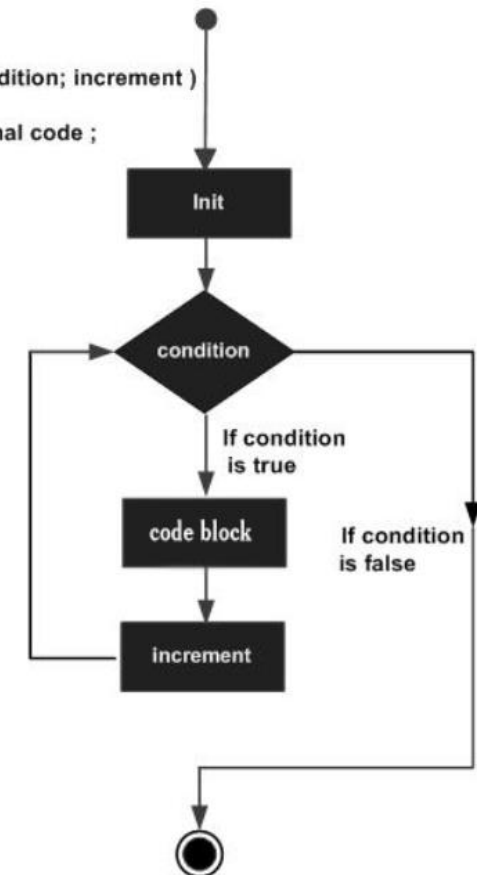 dition; increment )
nal code ;
Init
condition
If condition
is true
code block
If condition
is false
increment